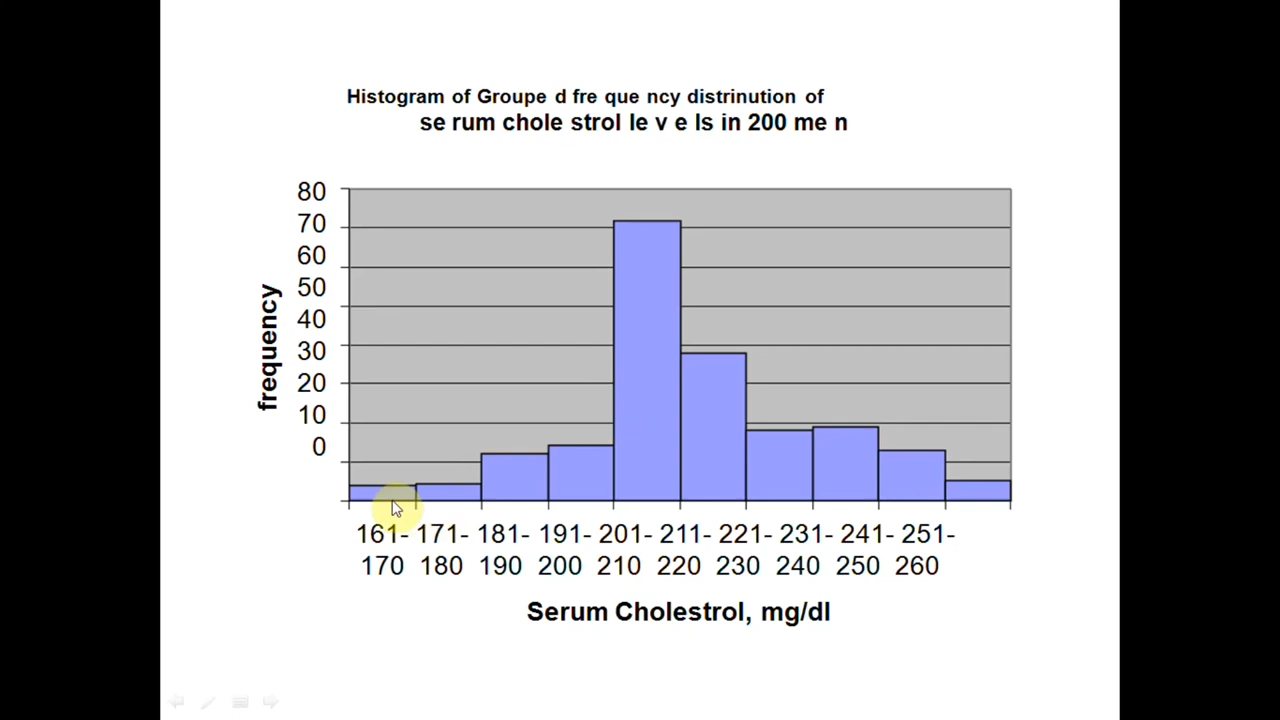 Histogram of Groupe d fre que ncy distrinution of
se rum chole strol le v e ls in 200 me n
80
70
60
50
40
30
20
10
0
frequency
161- 171- 181- 191- 201- 211- 221- 231- 241- 251-
170 180 190 200 210 220 230 240 250 260
Serum Cholestrol, mg/dl